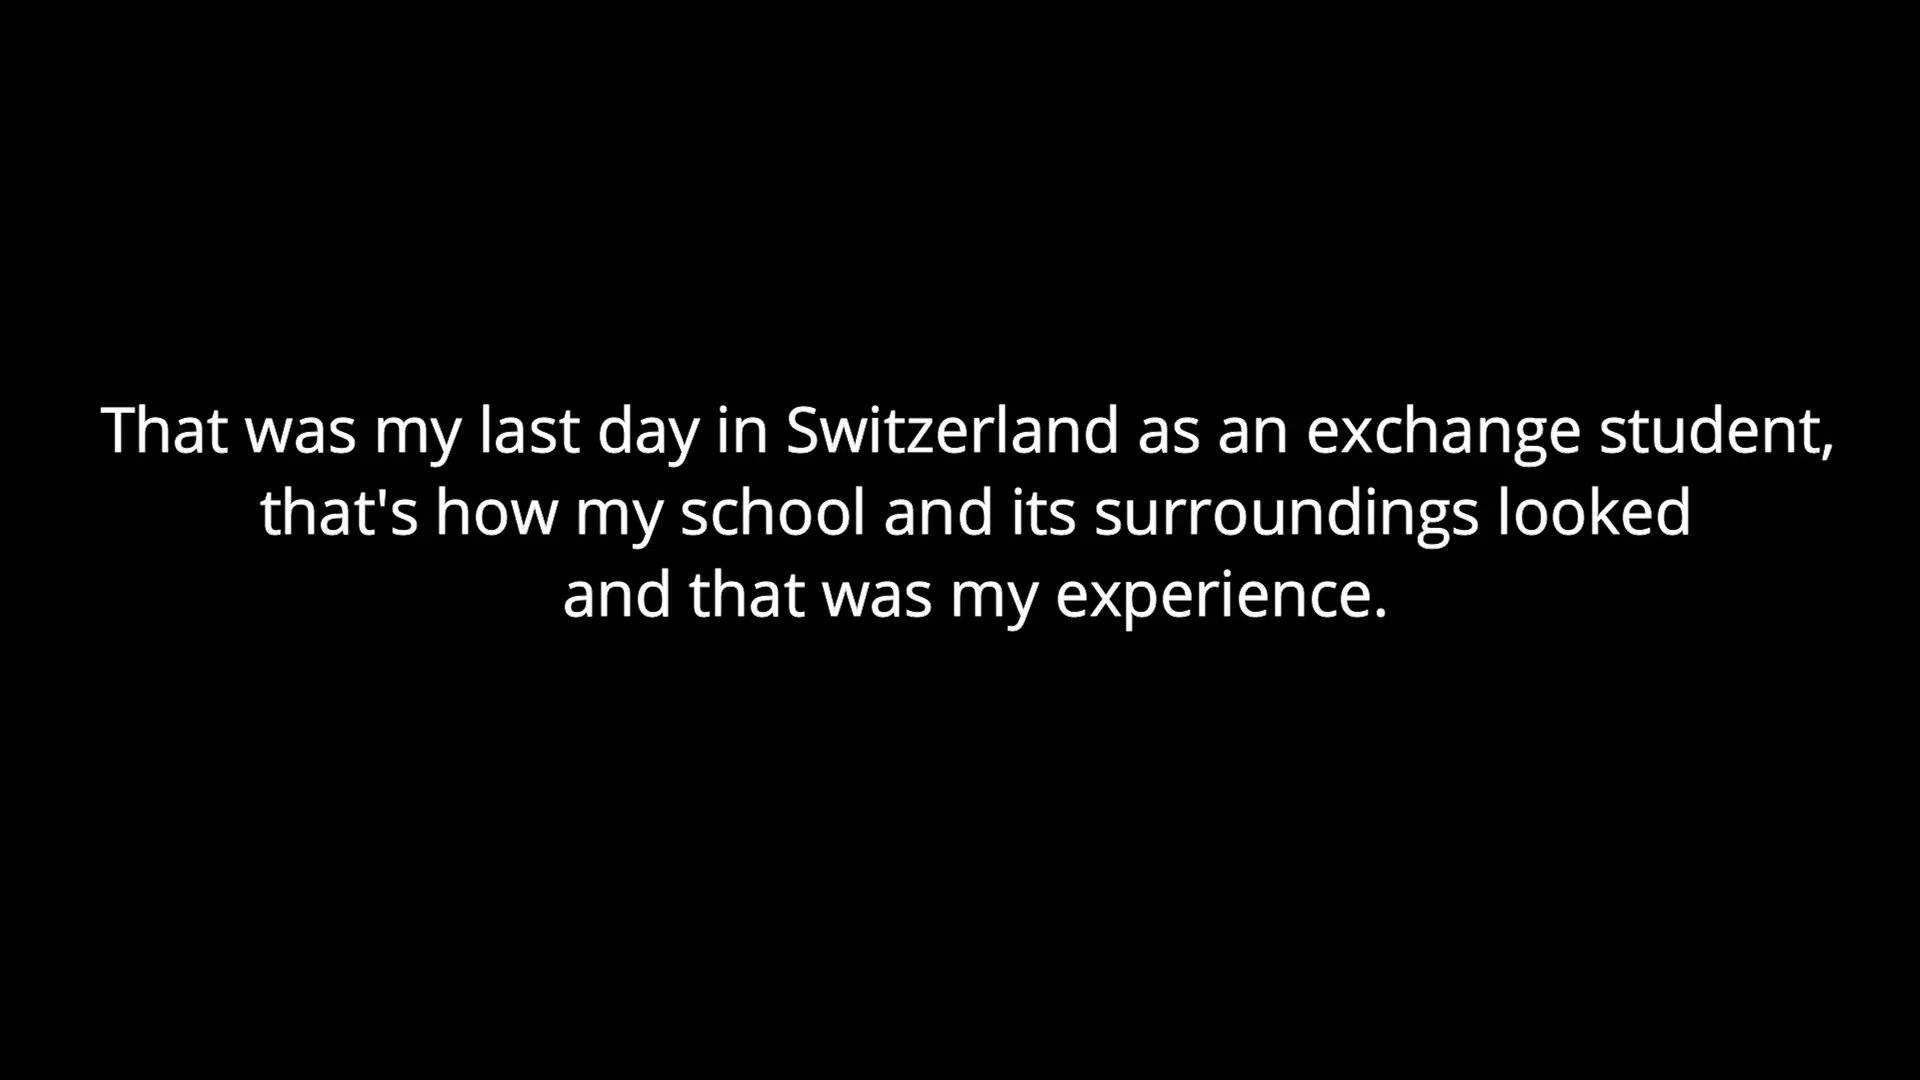 That was my last day in Switzerland as an exchange student,
that's how my school and its surroundings looked
and that was my experience.